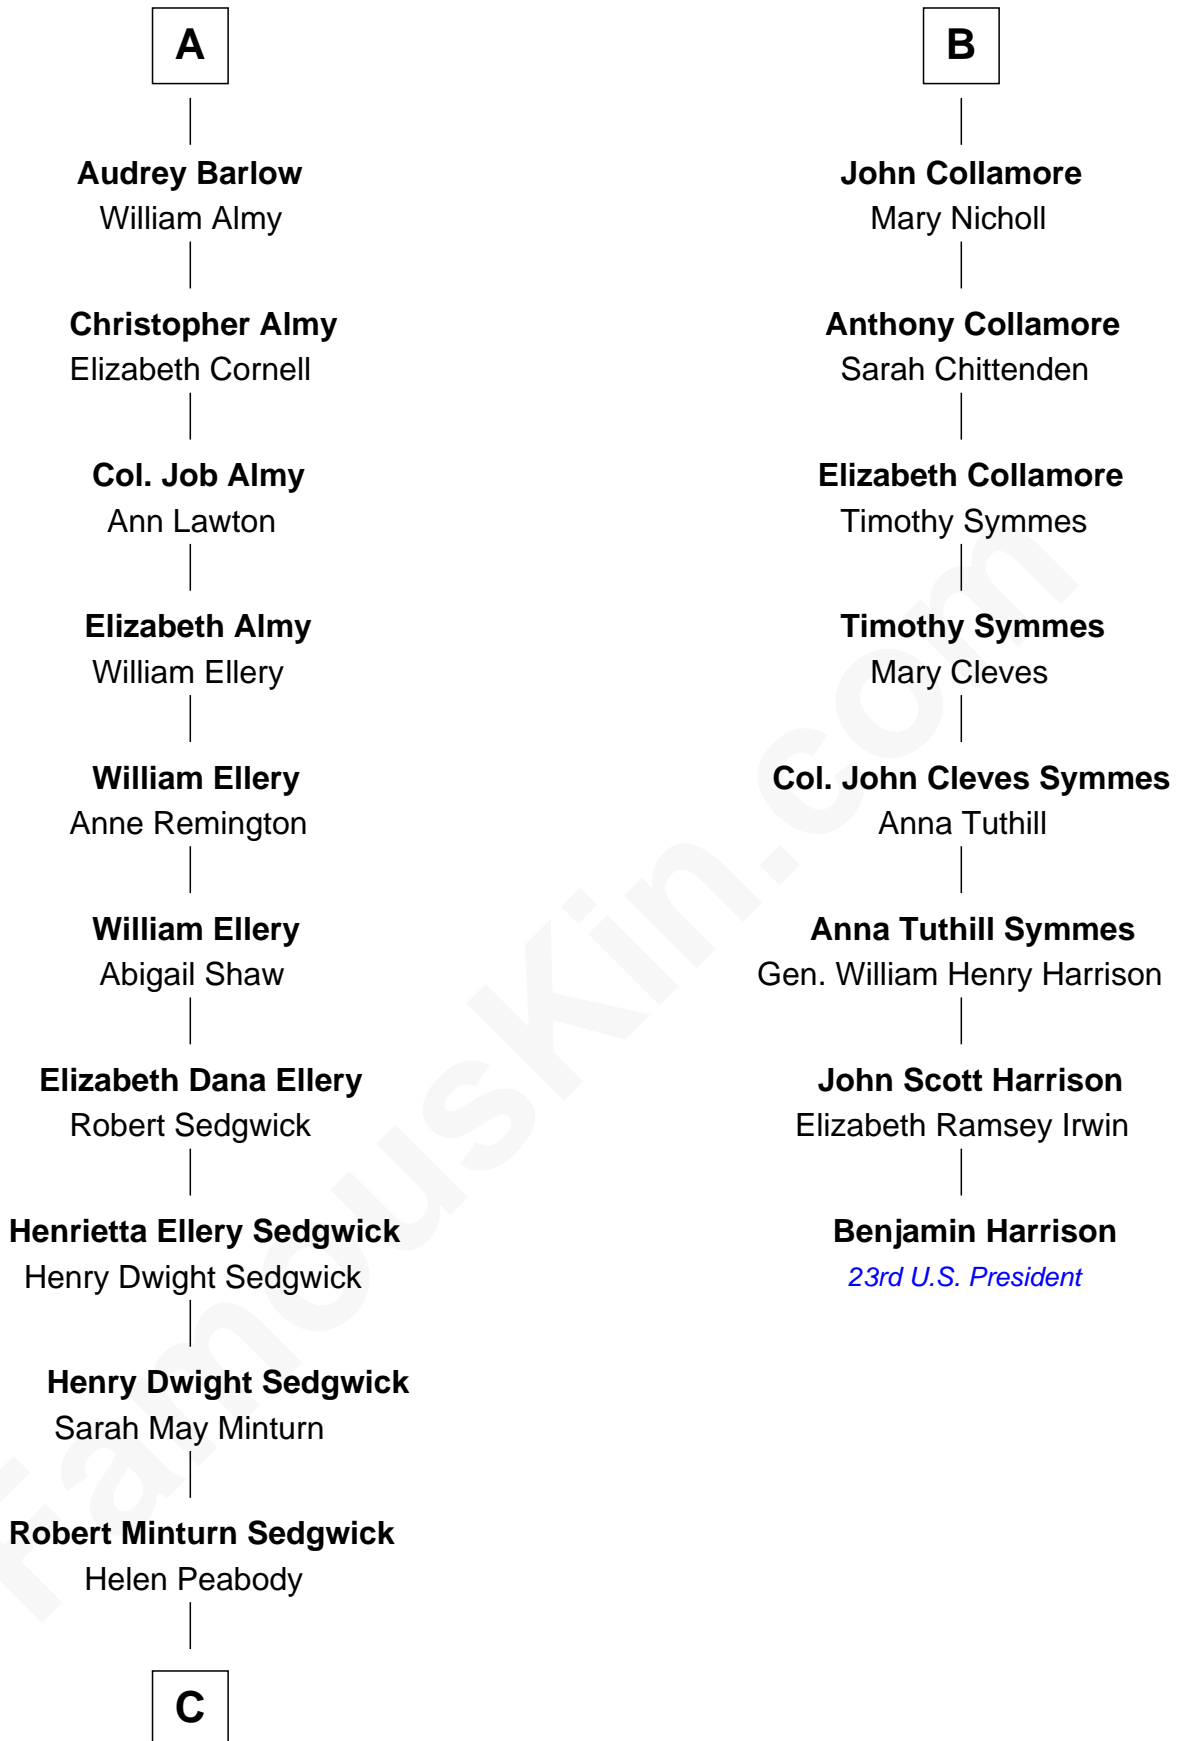 A
Audrey Barlow
William Almy
Christopher Almy
Elizabeth Cornell
Col. Job Almy
Ann Lawton
Elizabeth Almy
William Ellery
William Ellery
Anne Remington
William Ellery
Abigail Shaw
Elizabeth Dana Ellery
Robert Sedgwick
Henrietta Ellery Sedgwick
Henry Dwight Sedgwick
Henry Dwight Sedgwick
Sarah May Minturn
Robert Minturn Sedgwick
Helen Peabody
C
B
John Collamore
Mary Nicholl
Anthony Collamore
Sarah Chittenden
Elizabeth Collamore
Timothy Symmes
Timothy Symmes
Mary Cleves
Col. John Cleves Symmes
Anna Tuthill
Anna Tuthill Symmes
Gen. William Henry Harrison
John Scott Harrison
Elizabeth Ramsey Irwin
Benjamin Harrison
23rd U.S. President
FamousKin.com